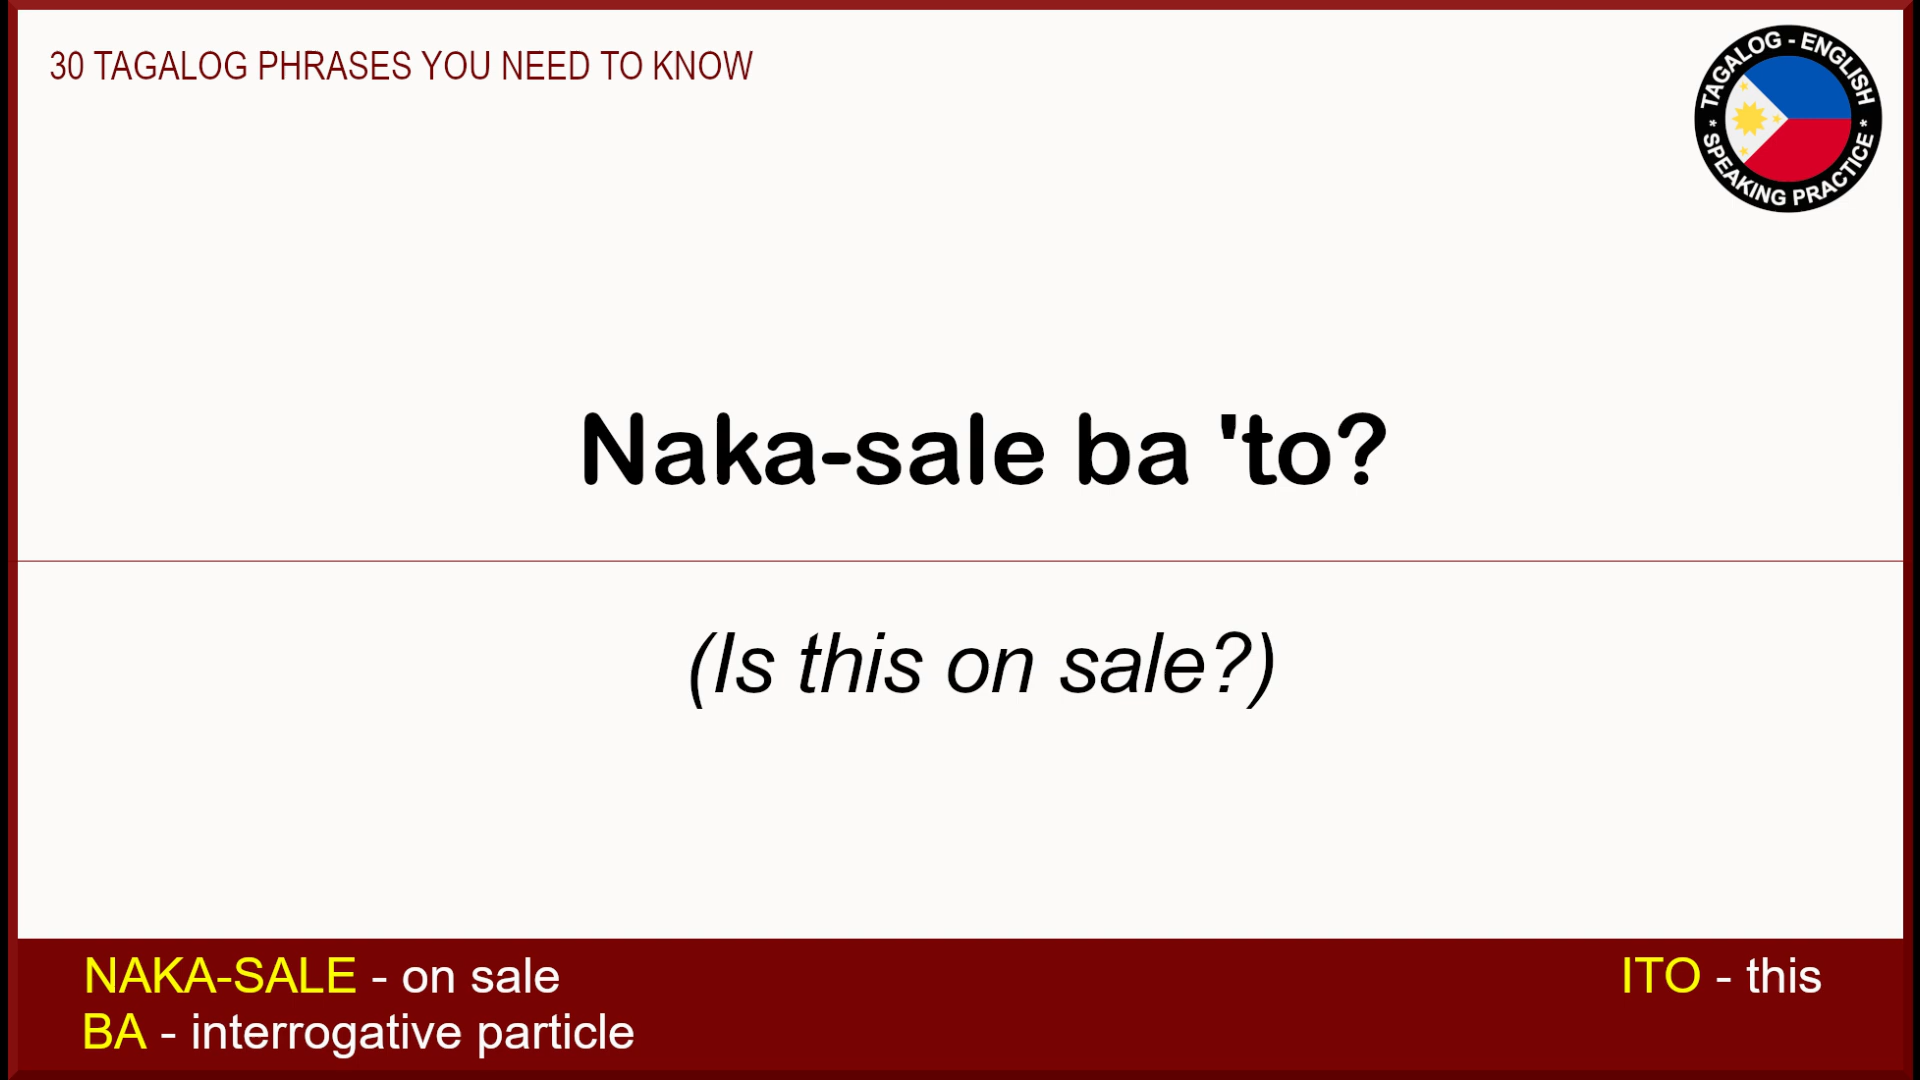 30 TAGALOG PHRASES YOU NEED TO KNOW
TAGALOG - ENGLISH
* SPEAKING PRACTICE *
Naka-sale ba 'to?
(Is this on sale?)
NAKA-SALE - on sale
BA - interrogative particle
ITO - this